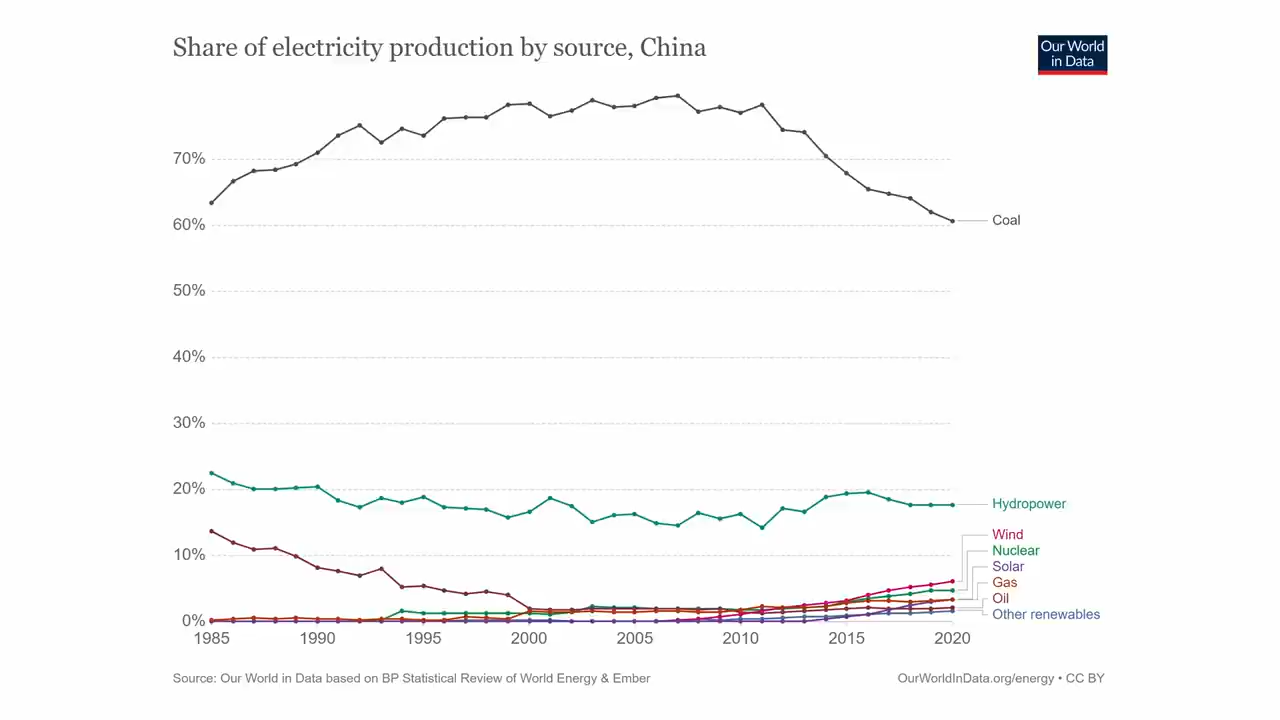 Share of electricity production by source, China
Our World
in Data
70%
60%
50%
40%
30%
20%
10%
0%
Coal
Hydropower
Wind
Nuclear
Solar
Gas
Oil
Other renewables
1985 1990 1995 2000 2005 2010 2015 2020
Source: Our World in Data based on BP Statistical Review of World Energy & Ember
OurWorldInData.org/energy • CC BY